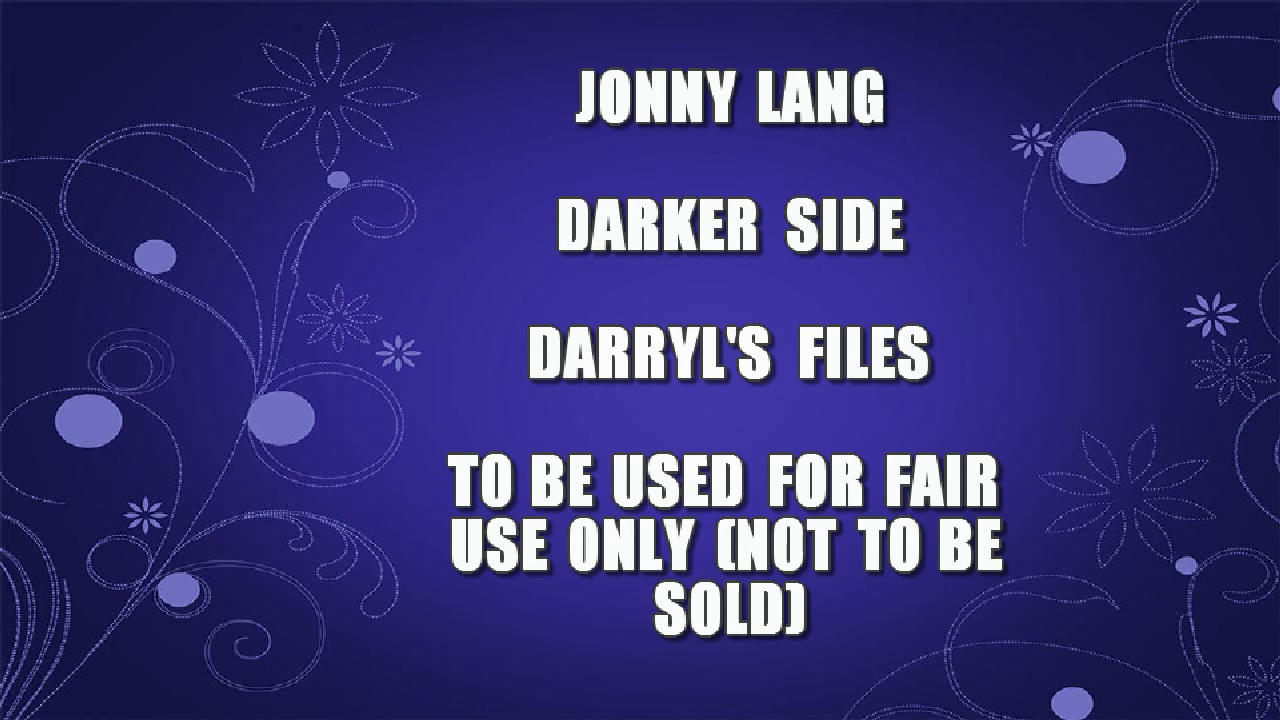 JONNY LANG
DARKER SIDE
DARRYL'S FILES
TO BE USED FOR FAIR
USE ONLY (NOT TO BE
SOLD)